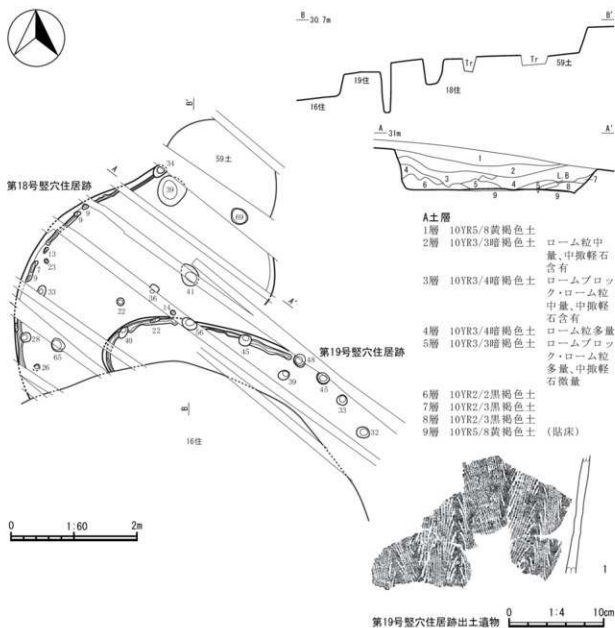 B 30.7m B'
19住
Tr
Tr
59土
16住
18住
A 31m A'
1
4
2
3
L.B
7
6
5
4
5
8
9
9
B'
59土
A
34
39
第18号竪穴住居跡
69
9
9
13
23
7
9
41
36
33
22
A'
14
22
56
40
28
65
45
第19号竪穴住居跡
48
26
39
45
33
32
B
16住
0 1:60 2m
A土層
1層 10YR5/8黄褐色土
2層 10YR3/3暗褐色土 ローム粒中
量、中掫軽石
含有
3層 10YR3/4暗褐色土 ロームブロッ
ク・ローム粒
中量、中掫軽
石含有
4層 10YR3/4暗褐色土 ローム粒多量
5層 10YR3/3暗褐色土 ロームブロッ
ク・ローム粒
多量、中掫軽
石微量
6層 10YR2/2黒褐色土
7層 10YR2/3黒褐色土
8層 10YR2/3黒褐色土
9層 10YR5/8黄褐色土 (貼床)
1
第19号竪穴住居跡出土遺物
0 1:4 10cm